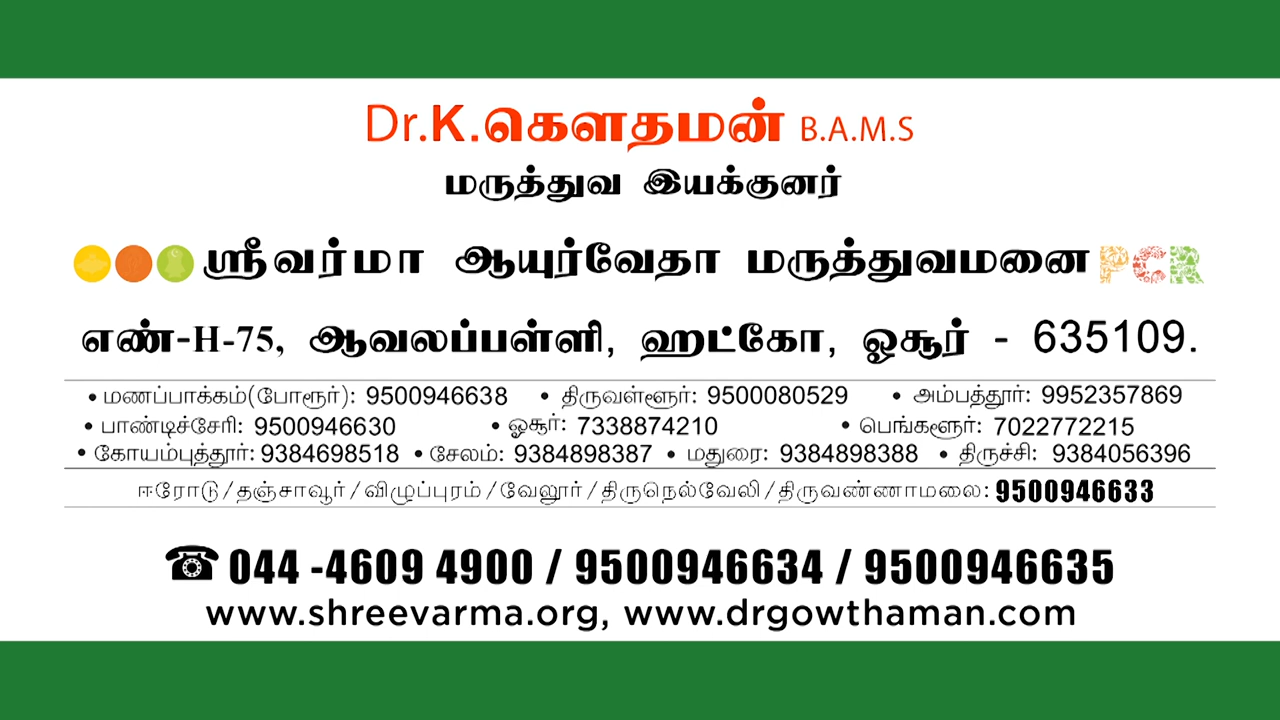 Dr.K.கௌதமன் B.A.M.S
மருத்துவ இயக்குனர்
ஸ்ரீவர்மா ஆயுர்வேதா மருத்துவமனை PCR
எண்-H-75, ஆவலப்பள்ளி, ஹட்கோ, ஓசூர் - 635109.
•மணப்பாக்கம்(போரூர்): 9500946638 • திருவள்ளூர்: 9500080529 • அம்பத்தூர்: 9952357869
•பாண்டிச்சேரி: 9500946630 •ஓசூர்: 7338874210 •பெங்களூர்: 7022772215
•கோயம்புத்தூர்: 9384698518 •சேலம்: 9384898387 • மதுரை: 9384898388 • திருச்சி: 9384056396
ஈரோடு/தஞ்சாவூர்/விழுப்புரம்/வேலூர்/திருநெல்வேலி/திருவண்ணாமலை: 9500946633
☎ 044 -4609 4900 / 9500946634 / 9500946635
www.shreevarma.org, www.drgowthaman.com